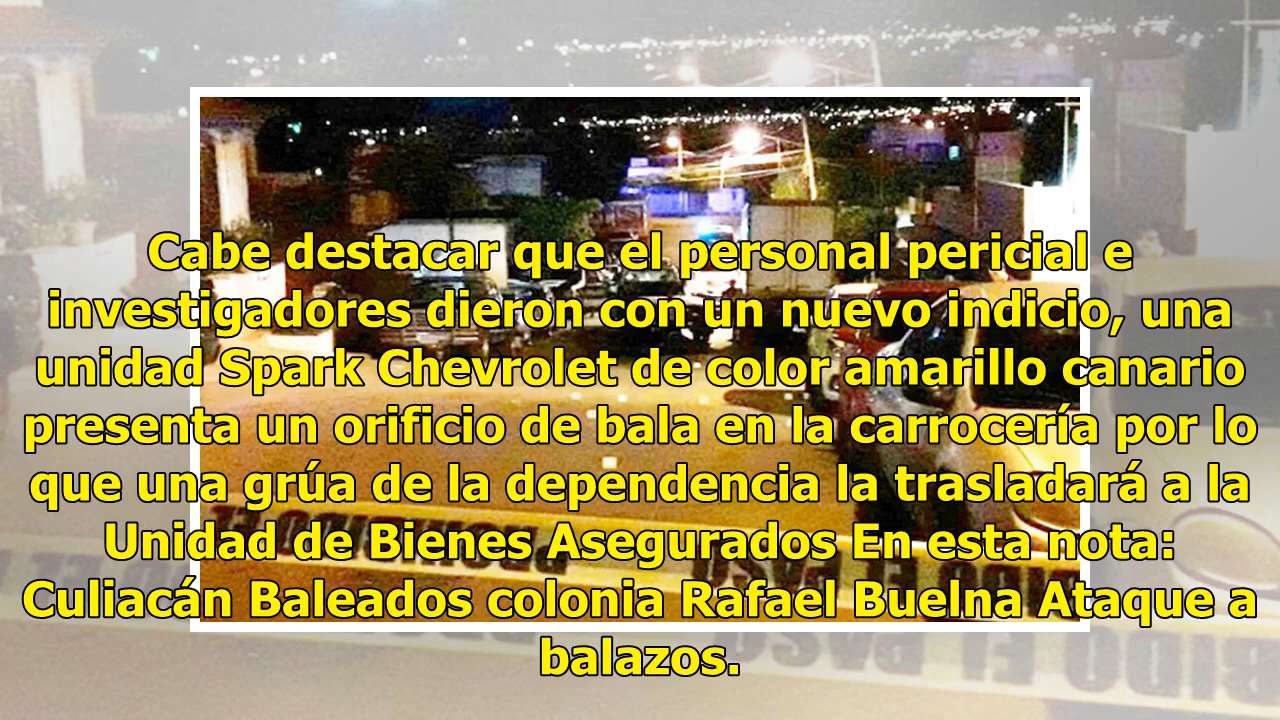 Cabe destacar que el personal pericial e
investigadores dieron con un nuevo indicio, una
unidad Spark Chevrolet de color amarillo canario
presenta un orificio de bala en la carrocería por lo
que una grúa de la dependencia la trasladará a la
Unidad de Bienes Asegurados En esta nota:
Culiacán Baleados colonia Rafael Buelna Ataque a
balazos.